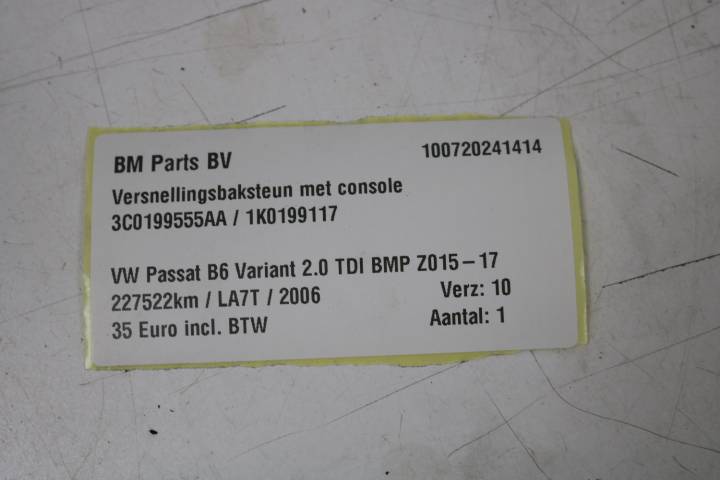 BM Parts BV 100720241414
Versnellingsbaksteun met console
3C0199555AA / 1K0199117
VW Passat B6 Variant 2.0 TDI BMP Z015-17
227522km / LA7T / 2006 Verz: 10
35 Euro incl. BTW Aantal: 1